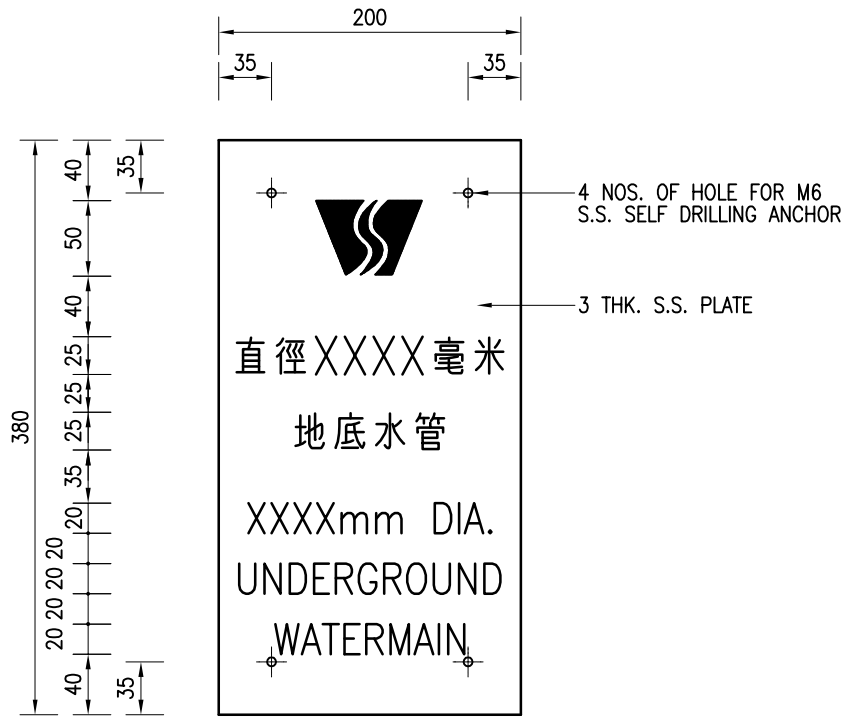 200
35 35
40 35
50
40
25
25
25
35
20
20
20
20
20
40 35
380
4 NOS. OF HOLE FOR M6
S.S. SELF DRILLING ANCHOR
3 THK. S.S. PLATE
直徑XXXX毫米
地底水管
XXXXmm DIA.
UNDERGROUND
WATERMAIN